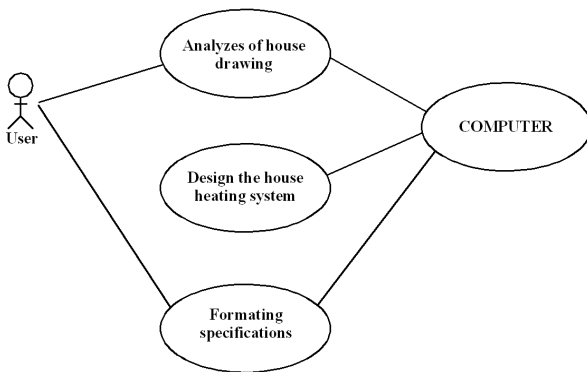 Analyzes of house
drawing
User
COMPUTER
Design the house
heating system
Formating
specifications